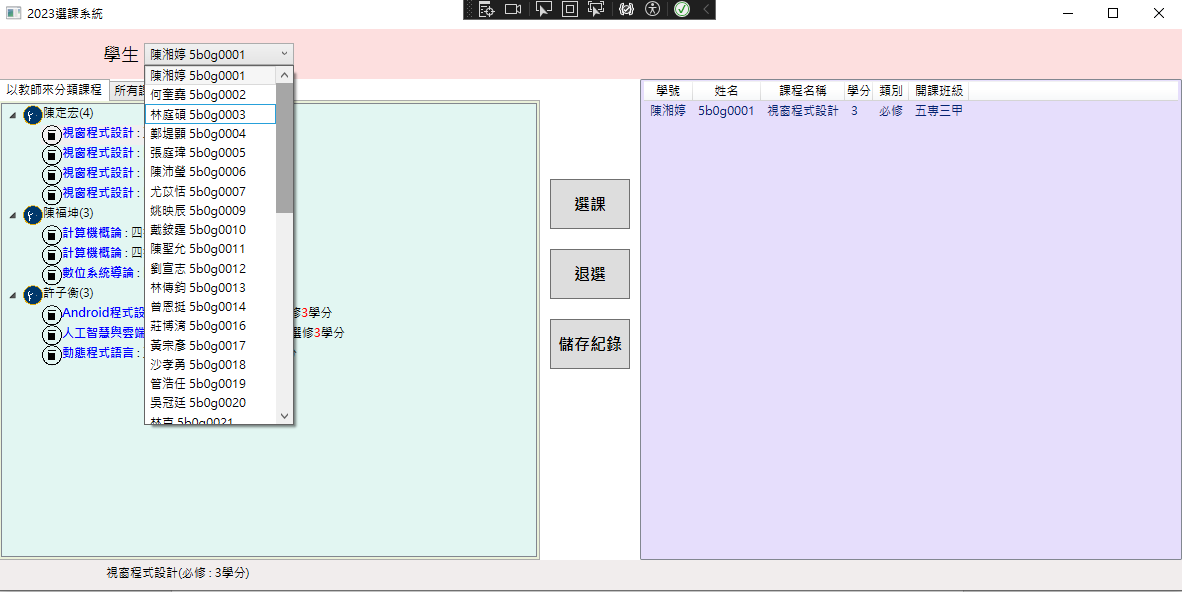 2023選課系統
學生
陳湘婷 5b0g0001
陳湘婷 5b0g0001
何奎堯 5b0g0002
林庭碩 5b0g0003
鄭堤顥 5b0g0004
張庭瑋 5b0g0005
陳沛瑩 5b0g0006
尤苡恬 5b0g0007
姚映辰 5b0g0009
戴銨霆 5b0g0010
陳聖允 5b0g0011
劉宣志 5b0g0012
林傳鈞 5b0g0013
曾恩挺 5b0g0014
莊博 5b0g0016
黃宗彥 5b0g0017
沙孝勇 5b0g0018
管浩任 5b0g0019
吳冠廷 5b0g0020
5b0g0021
以教師來分類課程
所有
陳定宏(4)
視窗程式設計 :
視窗程式設計 :
視窗程式設計 :
視窗程式設計 :
陳福坤(3)
計算機概論 : 四
計算機概論 : 四
數位系統導論 :
許子衡(3)
Android程式設 修3學分
人工智慧與雲端 選修3學分
動態程式語言 :
選課
退選
儲存紀錄
學號 姓名 課程名稱 學分 類別 開課班級
陳湘婷 5b0g0001 視窗程式設計 3 必修 五專三甲
視窗程式設計(必修 : 3學分)